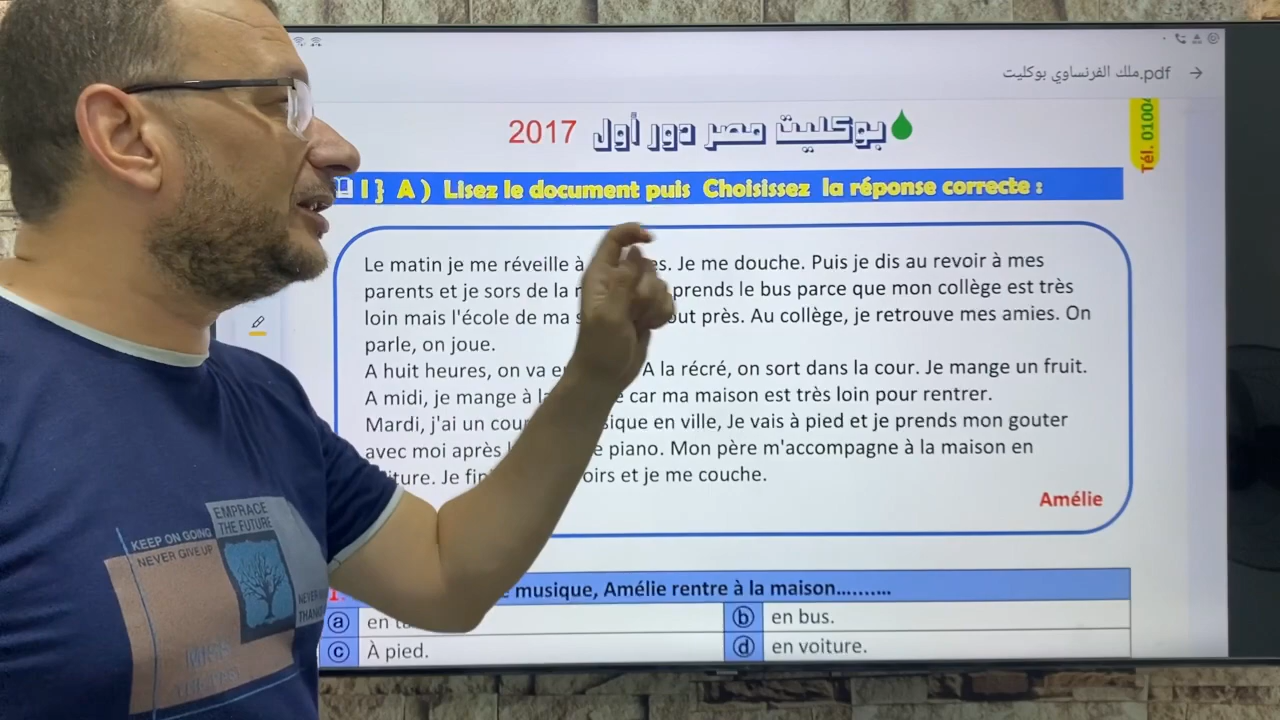 ملك الفرنساوي بوكليت.pdf
Tél. 0100
بوكليت مصر دور أول 2017
I } A ) Lisez le document puis Choisissez la réponse correcte :
Le matin je me réveille à es. Je me douche. Puis je dis au revoir à mes
parents et je sors de la prends le bus parce que mon collège est très
loin mais l'école de ma out près. Au collège, je retrouve mes amies. On
parle, on joue.
A huit heures, on va A la récré, on sort dans la cour. Je mange un fruit.
A midi, je mange à car ma maison est très loin pour rentrer.
Mardi, j'ai un cour sique en ville, Je vais à pied et je prends mon gouter
avec moi après e piano. Mon père m'accompagne à la maison en
iture. Je fin oirs et je me couche.
Amélie
1. musique, Amélie rentre à la maison..........
a en
b en bus.
c À pied.
d en voiture.
EMPRACE
THE FUTURE
KEEP ON GOING
NEVER GIVE UP